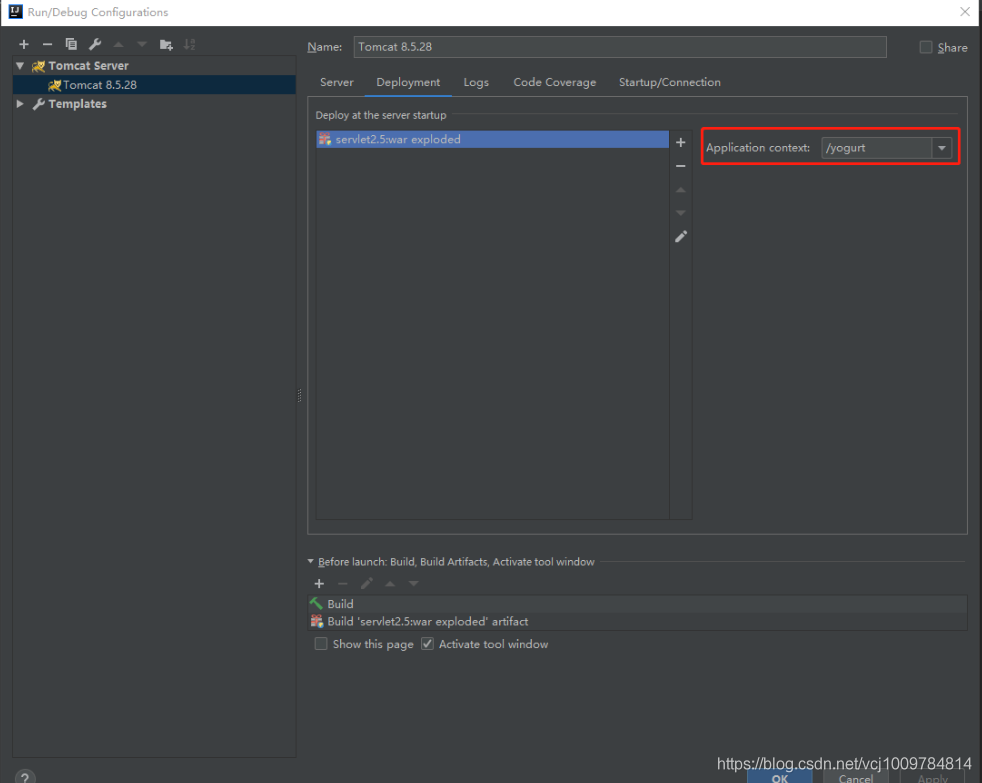 Run/Debug Configurations
Name: Tomcat 8.5.28
Share
Tomcat Server
Tomcat 8.5.28
Templates
Server Deployment Logs Code Coverage Startup/Connection
Deploy at the server startup
servlet2.5:war exploded
Application context: /yogurt
Before launch: Build, Build Artifacts, Activate tool window
Build
Build 'servlet2.5:war exploded' artifact
Show this page Activate tool window
https://blog.csdn.net/vcj1009784814
? OK Cancel Apply